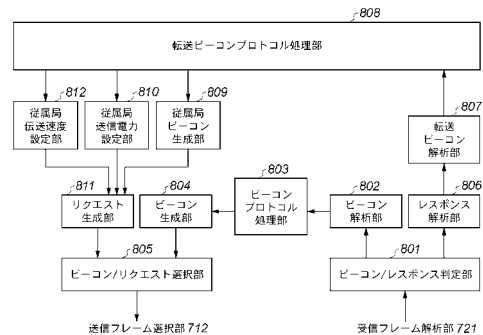 808
転送ビーコンプロトコル処理部
812
従属局
伝送速度
設定部
810
従属局
送信電力
設定部
809
従属局
ビーコン
生成部
807
転送
ビーコン
解析部
811
リクエスト
生成部
804
ビーコン
生成部
803
ビーコン
プロトコル
処理部
802
ビーコン
解析部
806
レスポンス
解析部
805
ビーコン/リクエスト選択部
801
ビーコン/レスポンス判定部
送信フレーム選択部712
受信フレーム解析部721